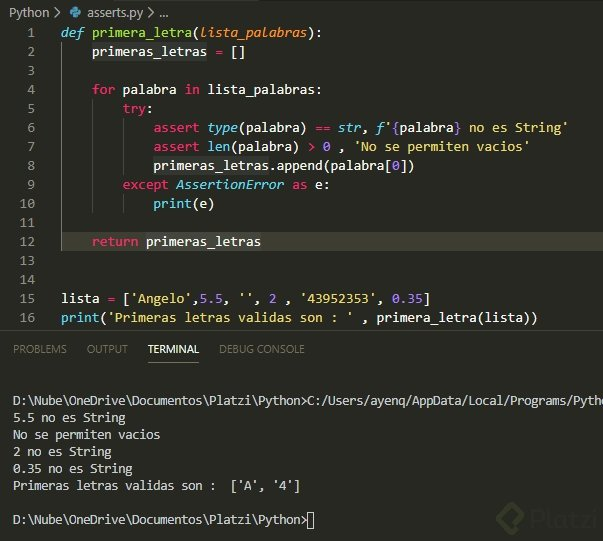 Python > asserts.py > ...
1 def primera_letra(lista_palabras):
2     primeras_letras = []
3
4     for palabra in lista_palabras:
5         try:
6             assert type(palabra) == str, f'{palabra} no es String'
7             assert len(palabra) > 0 , 'No se permiten vacios'
8             primeras_letras.append(palabra[0])
9         except AssertionError as e:
10             print(e)
11
12     return primeras_letras
13
14
15 lista = ['Angelo',5.5, '', 2 , '43952353', 0.35]
16 print('Primeras letras validas son : ' , primera_letra(lista))
PROBLEMS OUTPUT TERMINAL DEBUG CONSOLE
D:\Nube\OneDrive\Documentos\Platzi\Python>C:/Users/ayenq/AppData/Local/Programs/Pytho
5.5 no es String
No se permiten vacios
2 no es String
0.35 no es String
Primeras letras validas son :  ['A', '4']
D:\Nube\OneDrive\Documentos\Platzi\Python>
Platzi